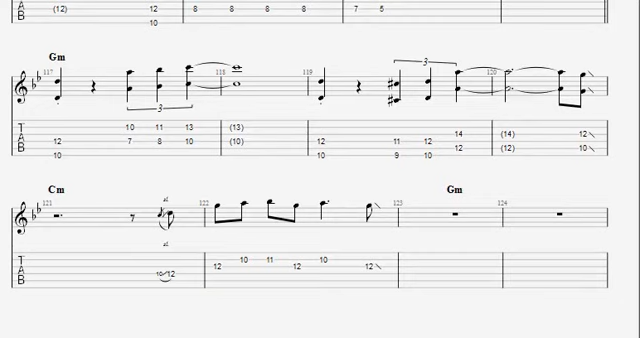 (12) 12 8 8 8 8 7 5
10
Gm
117 118 119 120
3 3
10 11 13 (13) 14 (14) 12
12 7 8 10 (10) 12 11 12 12 (12) 10
10 10 9 10
Cm Gm
121 122 123 124
10 11 10
12 12 12
10 12